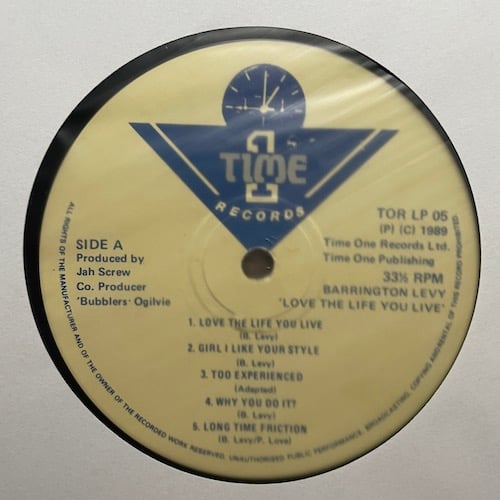 TIME 1
RECORDS
SIDE A
Produced by
Jah Screw
Co. Producer
'Bubblers' Ogilvie
TOR LP 05
(P) (C) 1989
Time One Records Ltd.
Time One Publishing
33⅓ RPM
BARRINGTON LEVY
'LOVE THE LIFE YOU LIVE'
1. LOVE THE LIFE YOU LIVE
(B. Levy)
2. GIRL I LIKE YOUR STYLE
(B. Levy)
3. TOO EXPERIENCED
(Adapted)
4. WHY YOU DO IT?
(B. Levy)
5. LONG TIME FRICTION
(B. Levy/P. Love)
ALL RIGHTS OF THE MANUFACTURER AND OF THE OWNER OF THE RECORDED WORK RESERVED. UNAUTHORISED PUBLIC PERFORMANCE, BROADCASTING, COPYING AND RENTAL OF THIS RECORD PROHIBITED.